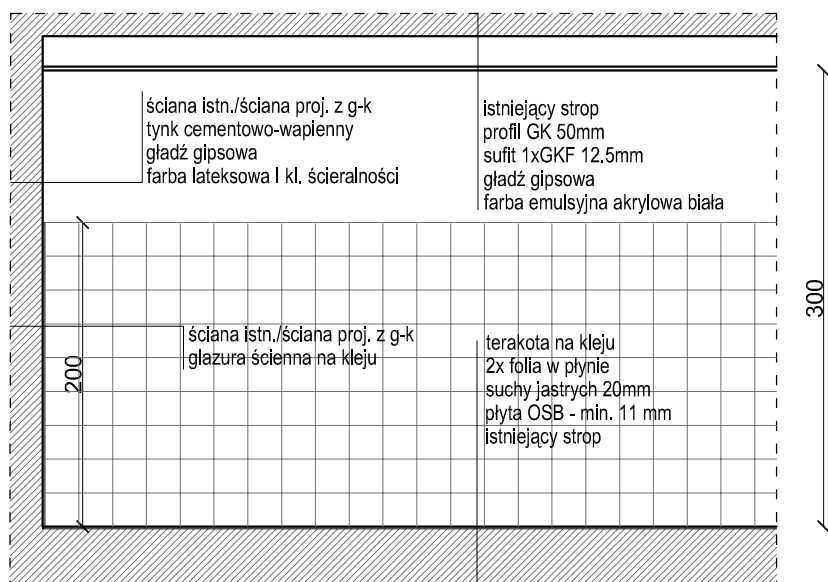 ściana istn./ściana proj. z g-k
tynk cementowo-wapienny
gładź gipsowa
farba lateksowa I kl. ścieralności
istniejący strop
profil GK 50mm
sufit 1xGKF 12.5mm
gładź gipsowa
farba emulsyjna akrylowa biała
300
200
ściana istn./ściana proj. z g-k
glazura ścienna na kleju
terakota na kleju
2x folia w płynie
suchy jastrych 20mm
płyta OSB - min. 11 mm
istniejący strop